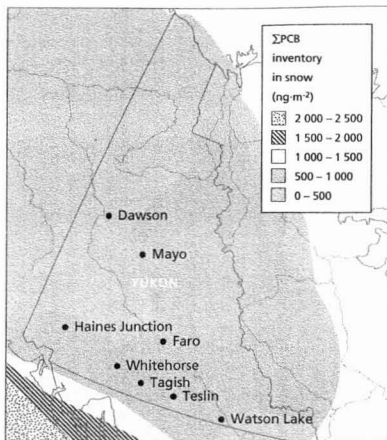 ΣPCB
inventory
in snow
(ng·m-2)
2 000 – 2 500
1 500 – 2 000
1 000 – 1 500
500 – 1 000
0 – 500
Dawson
Mayo
YUKON
Haines Junction
Faro
Whitehorse
Tagish
Teslin
Watson Lake